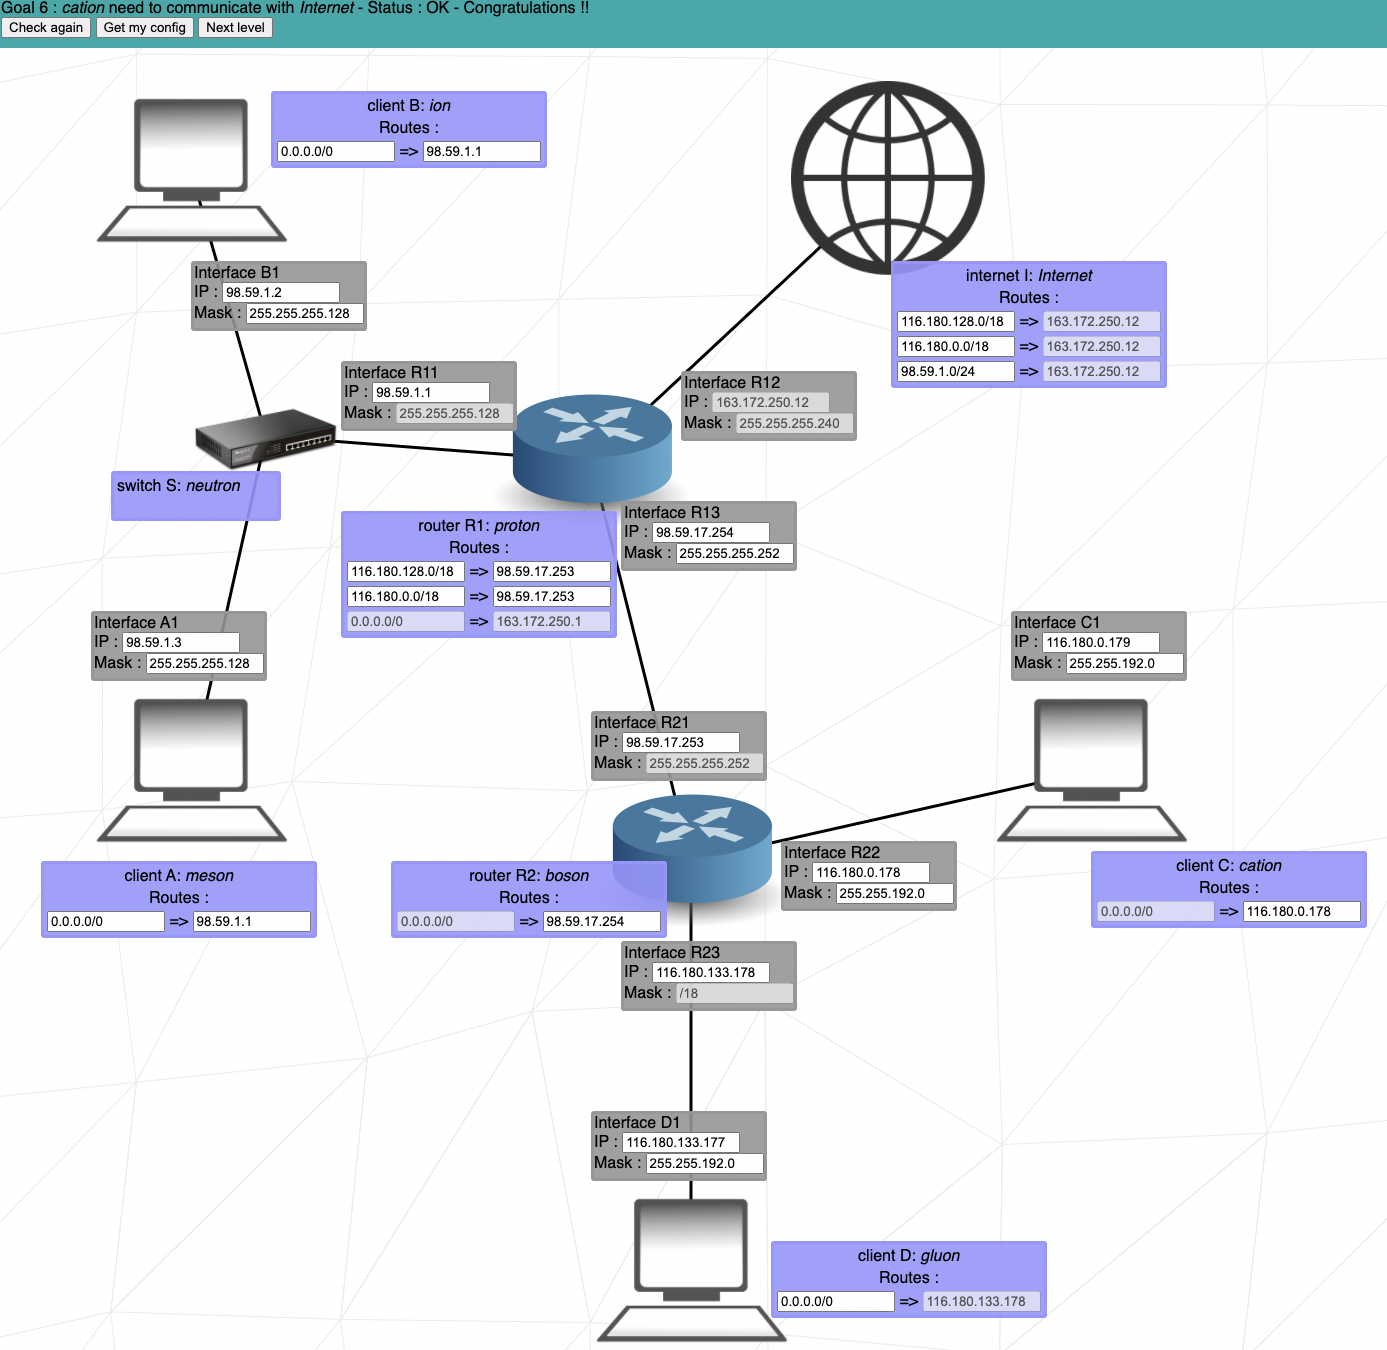 Goal 6 : cation need to communicate with Internet - Status : OK - Congratulations !!
Check again Get my config Next level
client B: ion
Routes :
0.0.0.0/0 => 98.59.1.1
Interface B1
IP : 98.59.1.2
Mask : 255.255.255.128
internet I: Internet
Routes :
116.180.128.0/18 => 163.172.250.12
116.180.0.0/18 => 163.172.250.12
98.59.1.0/24 => 163.172.250.12
Interface R11
IP : 98.59.1.1
Mask : 255.255.255.128
Interface R12
IP : 163.172.250.12
Mask : 255.255.255.240
switch S: neutron
router R1: proton
Routes :
116.180.128.0/18 => 98.59.17.253
116.180.0.0/18 => 98.59.17.253
0.0.0.0/0 => 163.172.250.1
Interface R13
IP : 98.59.17.254
Mask : 255.255.255.252
Interface A1
IP : 98.59.1.3
Mask : 255.255.255.128
Interface C1
IP : 116.180.0.179
Mask : 255.255.192.0
Interface R21
IP : 98.59.17.253
Mask : 255.255.255.252
client A: meson
Routes :
0.0.0.0/0 => 98.59.1.1
router R2: boson
Routes :
0.0.0.0/0 => 98.59.17.254
Interface R22
IP : 116.180.0.178
Mask : 255.255.192.0
client C: cation
Routes :
0.0.0.0/0 => 116.180.0.178
Interface R23
IP : 116.180.133.178
Mask : /18
Interface D1
IP : 116.180.133.177
Mask : 255.255.192.0
client D: gluon
Routes :
0.0.0.0/0 => 116.180.133.178